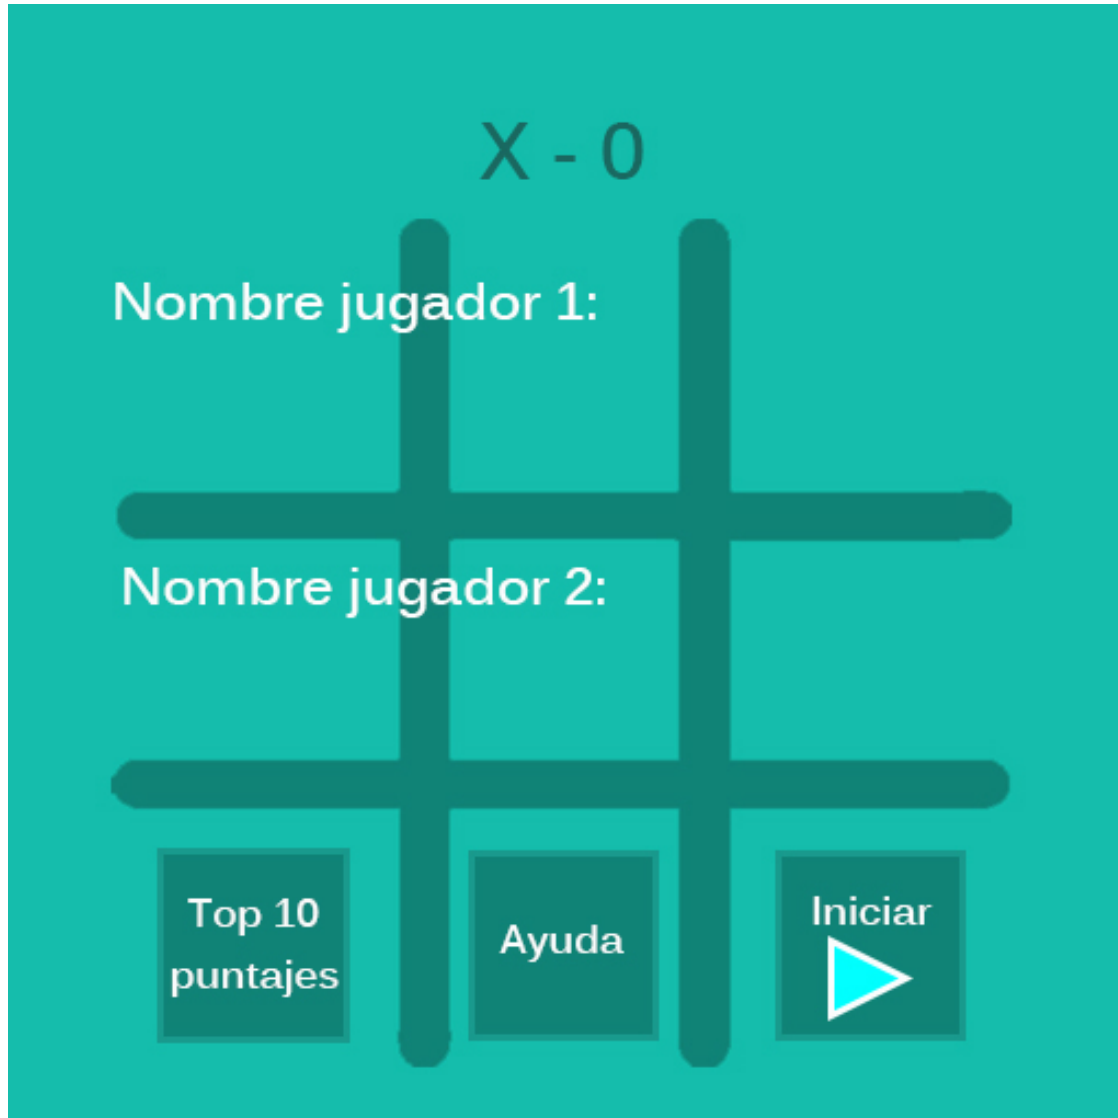 X - 0
Nombre jugador 1:
Nombre jugador 2:
Top 10
puntajes
Ayuda
Iniciar